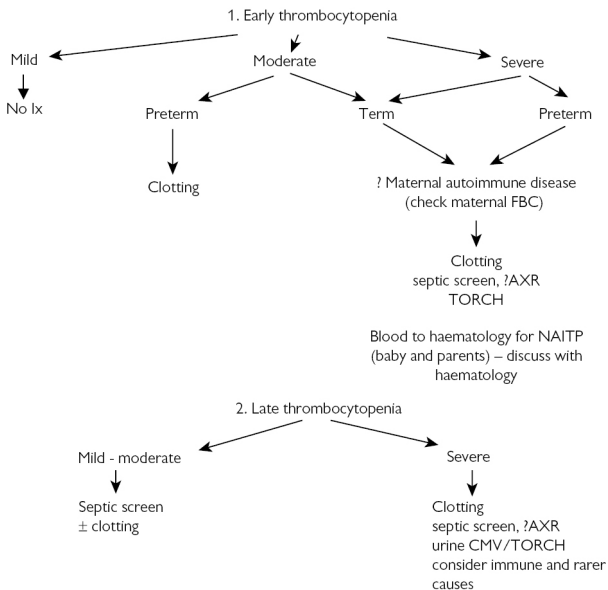 1. Early thrombocytopenia
Mild
Moderate
Severe
No Ix
Preterm
Term
Preterm
Clotting
? Maternal autoimmune disease
(check maternal FBC)
Clotting
septic screen, ?AXR
TORCH
Blood to haematology for NAITP
(baby and parents) – discuss with
haematology
2. Late thrombocytopenia
Mild - moderate
Severe
Septic screen
± clotting
Clotting
septic screen, ?AXR
urine CMV/TORCH
consider immune and rarer
causes